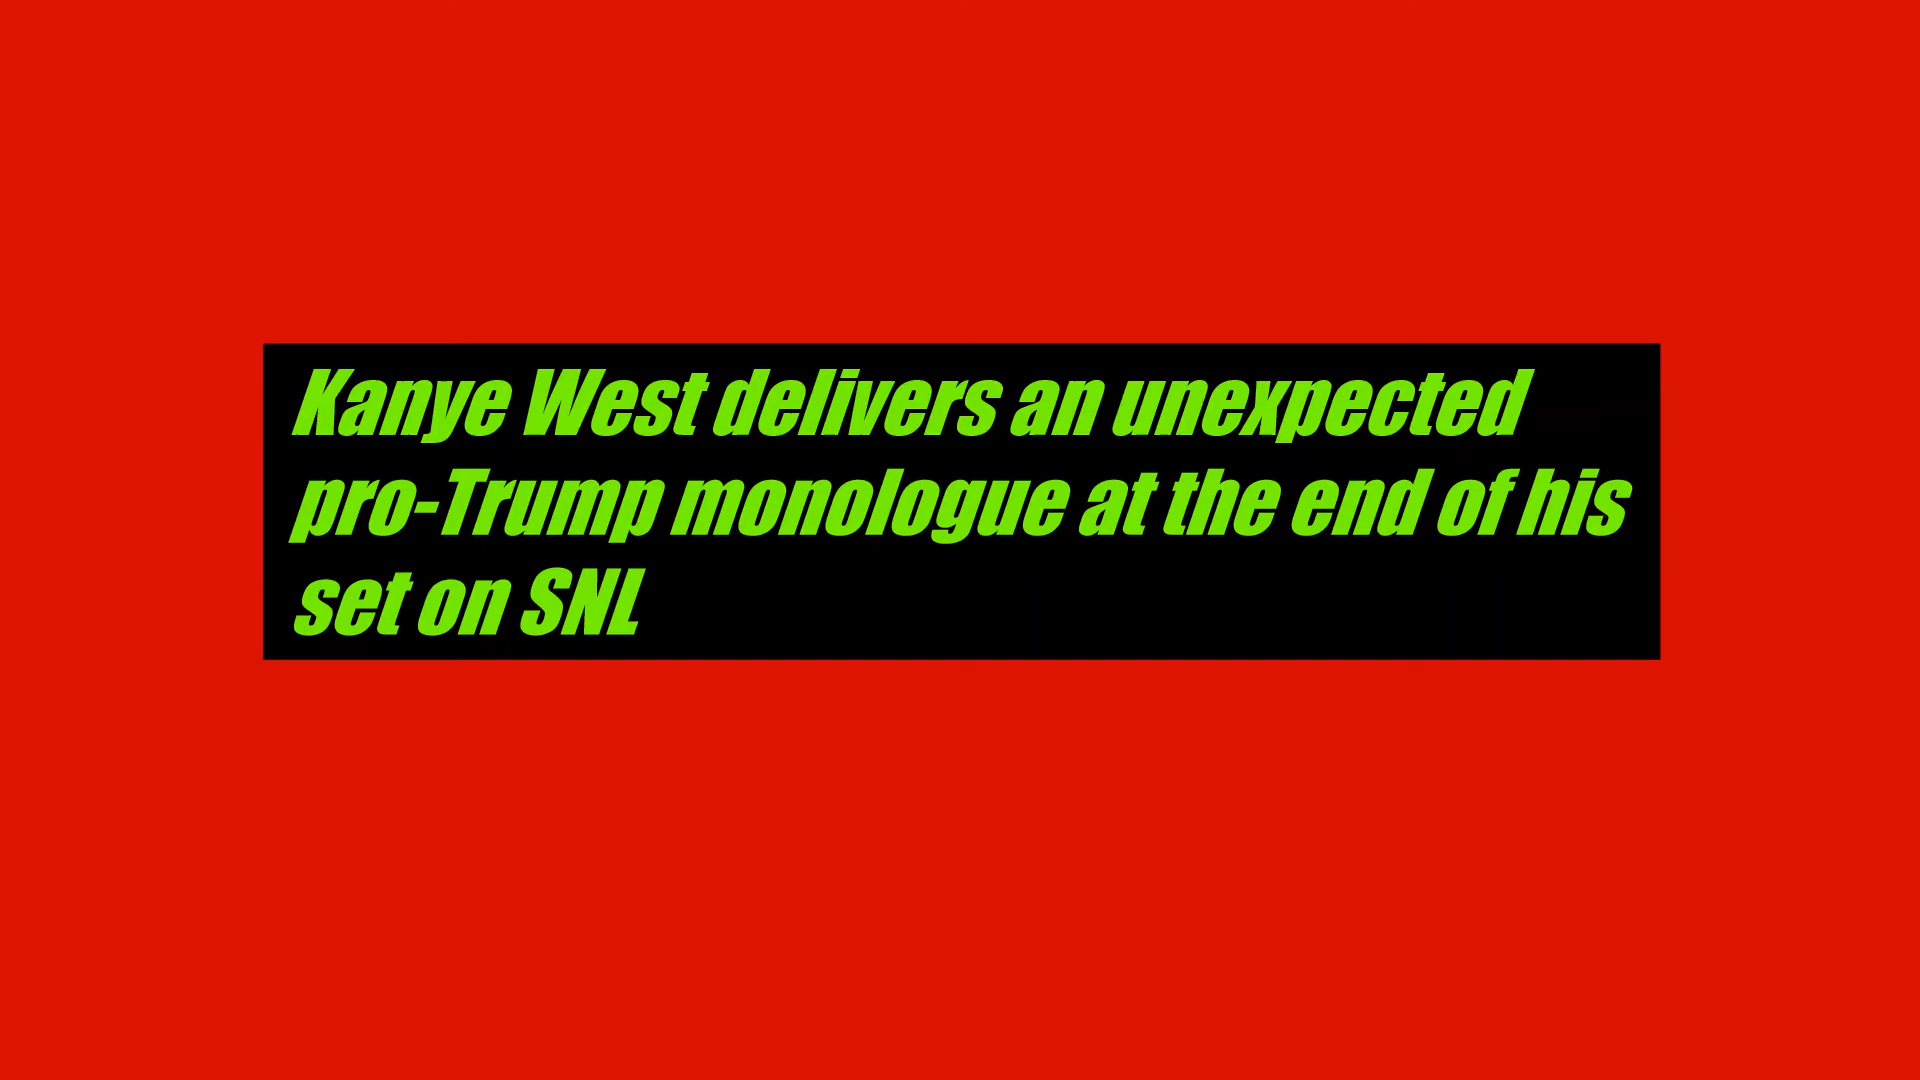 Kanye West delivers an unexpected
pro-Trump monologue at the end of his
set on SNL